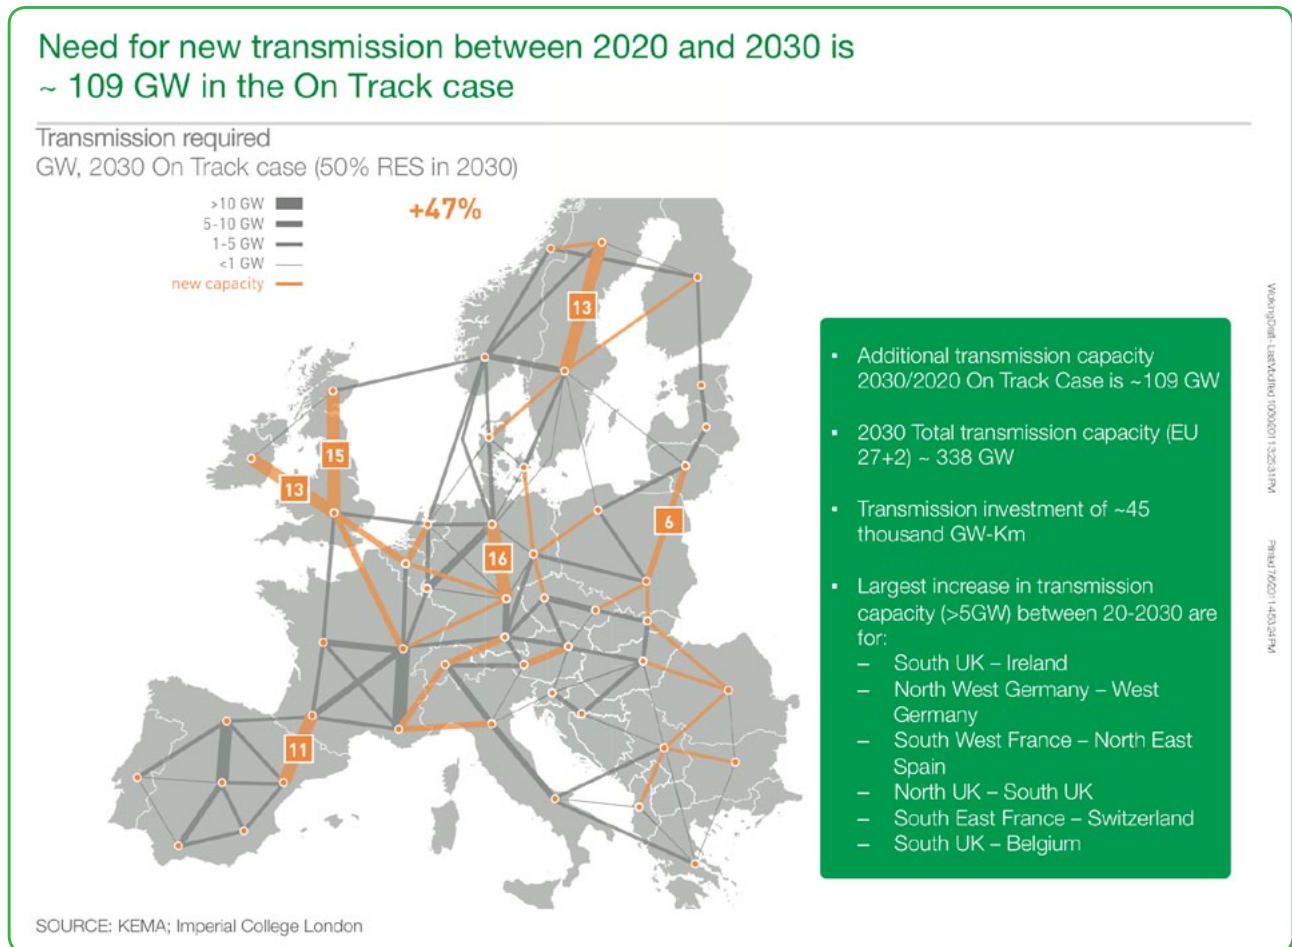 Need for new transmission between 2020 and 2030 is
~ 109 GW in the On Track case
Transmission required
GW, 2030 On Track case (50% RES in 2030)
>10 GW
5-10 GW
1-5 GW
<1 GW
new capacity
+47%
13
15
13
6
16
11
▪ Additional transmission capacity
2030/2020 On Track Case is ~109 GW
▪ 2030 Total transmission capacity (EU
27+2) ~ 338 GW
▪ Transmission investment of ~45
thousand GW-Km
▪ Largest increase in transmission
capacity (>5GW) between 20-2030 are
for:
– South UK – Ireland
– North West Germany – West
Germany
– South West France – North East
Spain
– North UK – South UK
– South East France – Switzerland
– South UK – Belgium
Working Draft - Last Modified
Printed
SOURCE: KEMA; Imperial College London